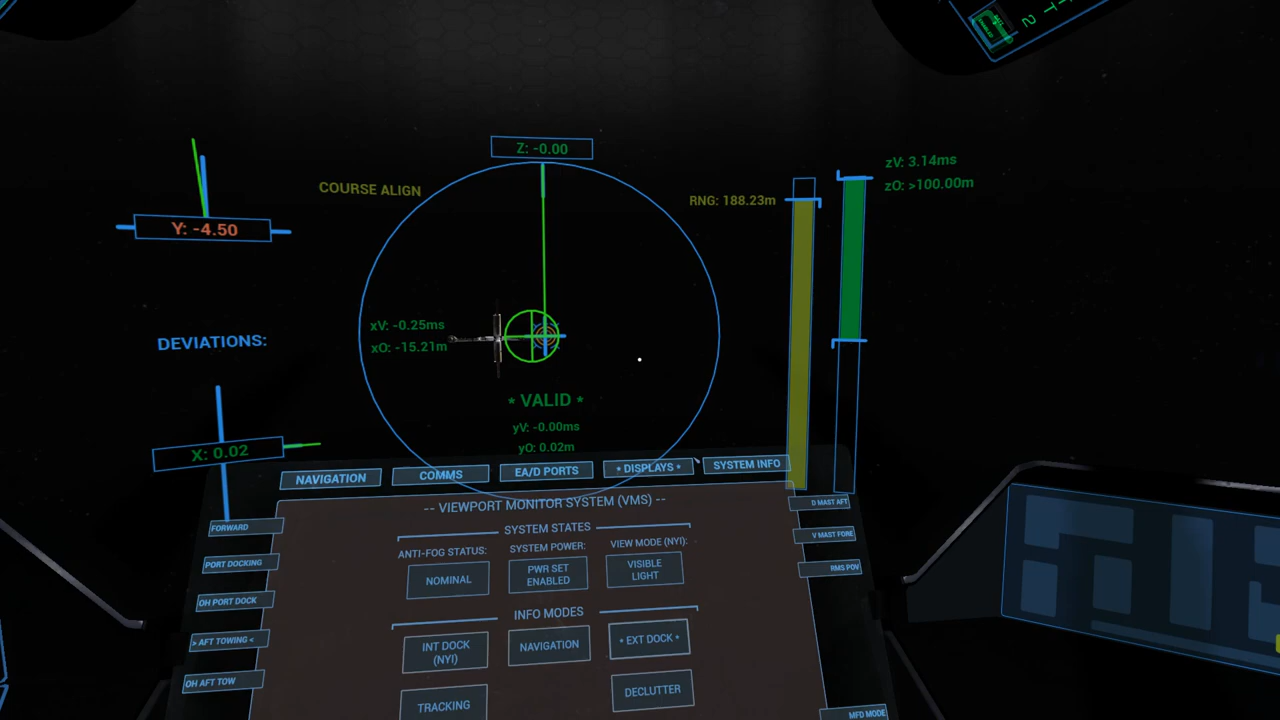 2
Z: -0.00
zV: 3.14ms
zO: >100.00m
COURSE ALIGN
RNG: 188.23m
Y: -4.50
xV: -0.25ms
xO: -15.21m
DEVIATIONS:
* VALID *
yV: -0.00ms
yO: 0.02m
X: 0.02
NAVIGATION
COMMS
EA/D PORTS
* DISPLAYS *
SYSTEM INFO
-- VIEWPORT MONITOR SYSTEM (VMS) --
D MAST AFT
V MAST FORE
RMS POV
FORWARD
PORT DOCKING
OH PORT DOCK
> AFT TOWING <
OH AFT TOW
SYSTEM STATES
ANTI-FOG STATUS:
NOMINAL
SYSTEM POWER:
PWR SET
ENABLED
VIEW MODE (NYI):
VISIBLE
LIGHT
INFO MODES
INT DOCK
(NYI)
NAVIGATION
* EXT DOCK *
TRACKING
DECLUTTER
MFD MODE